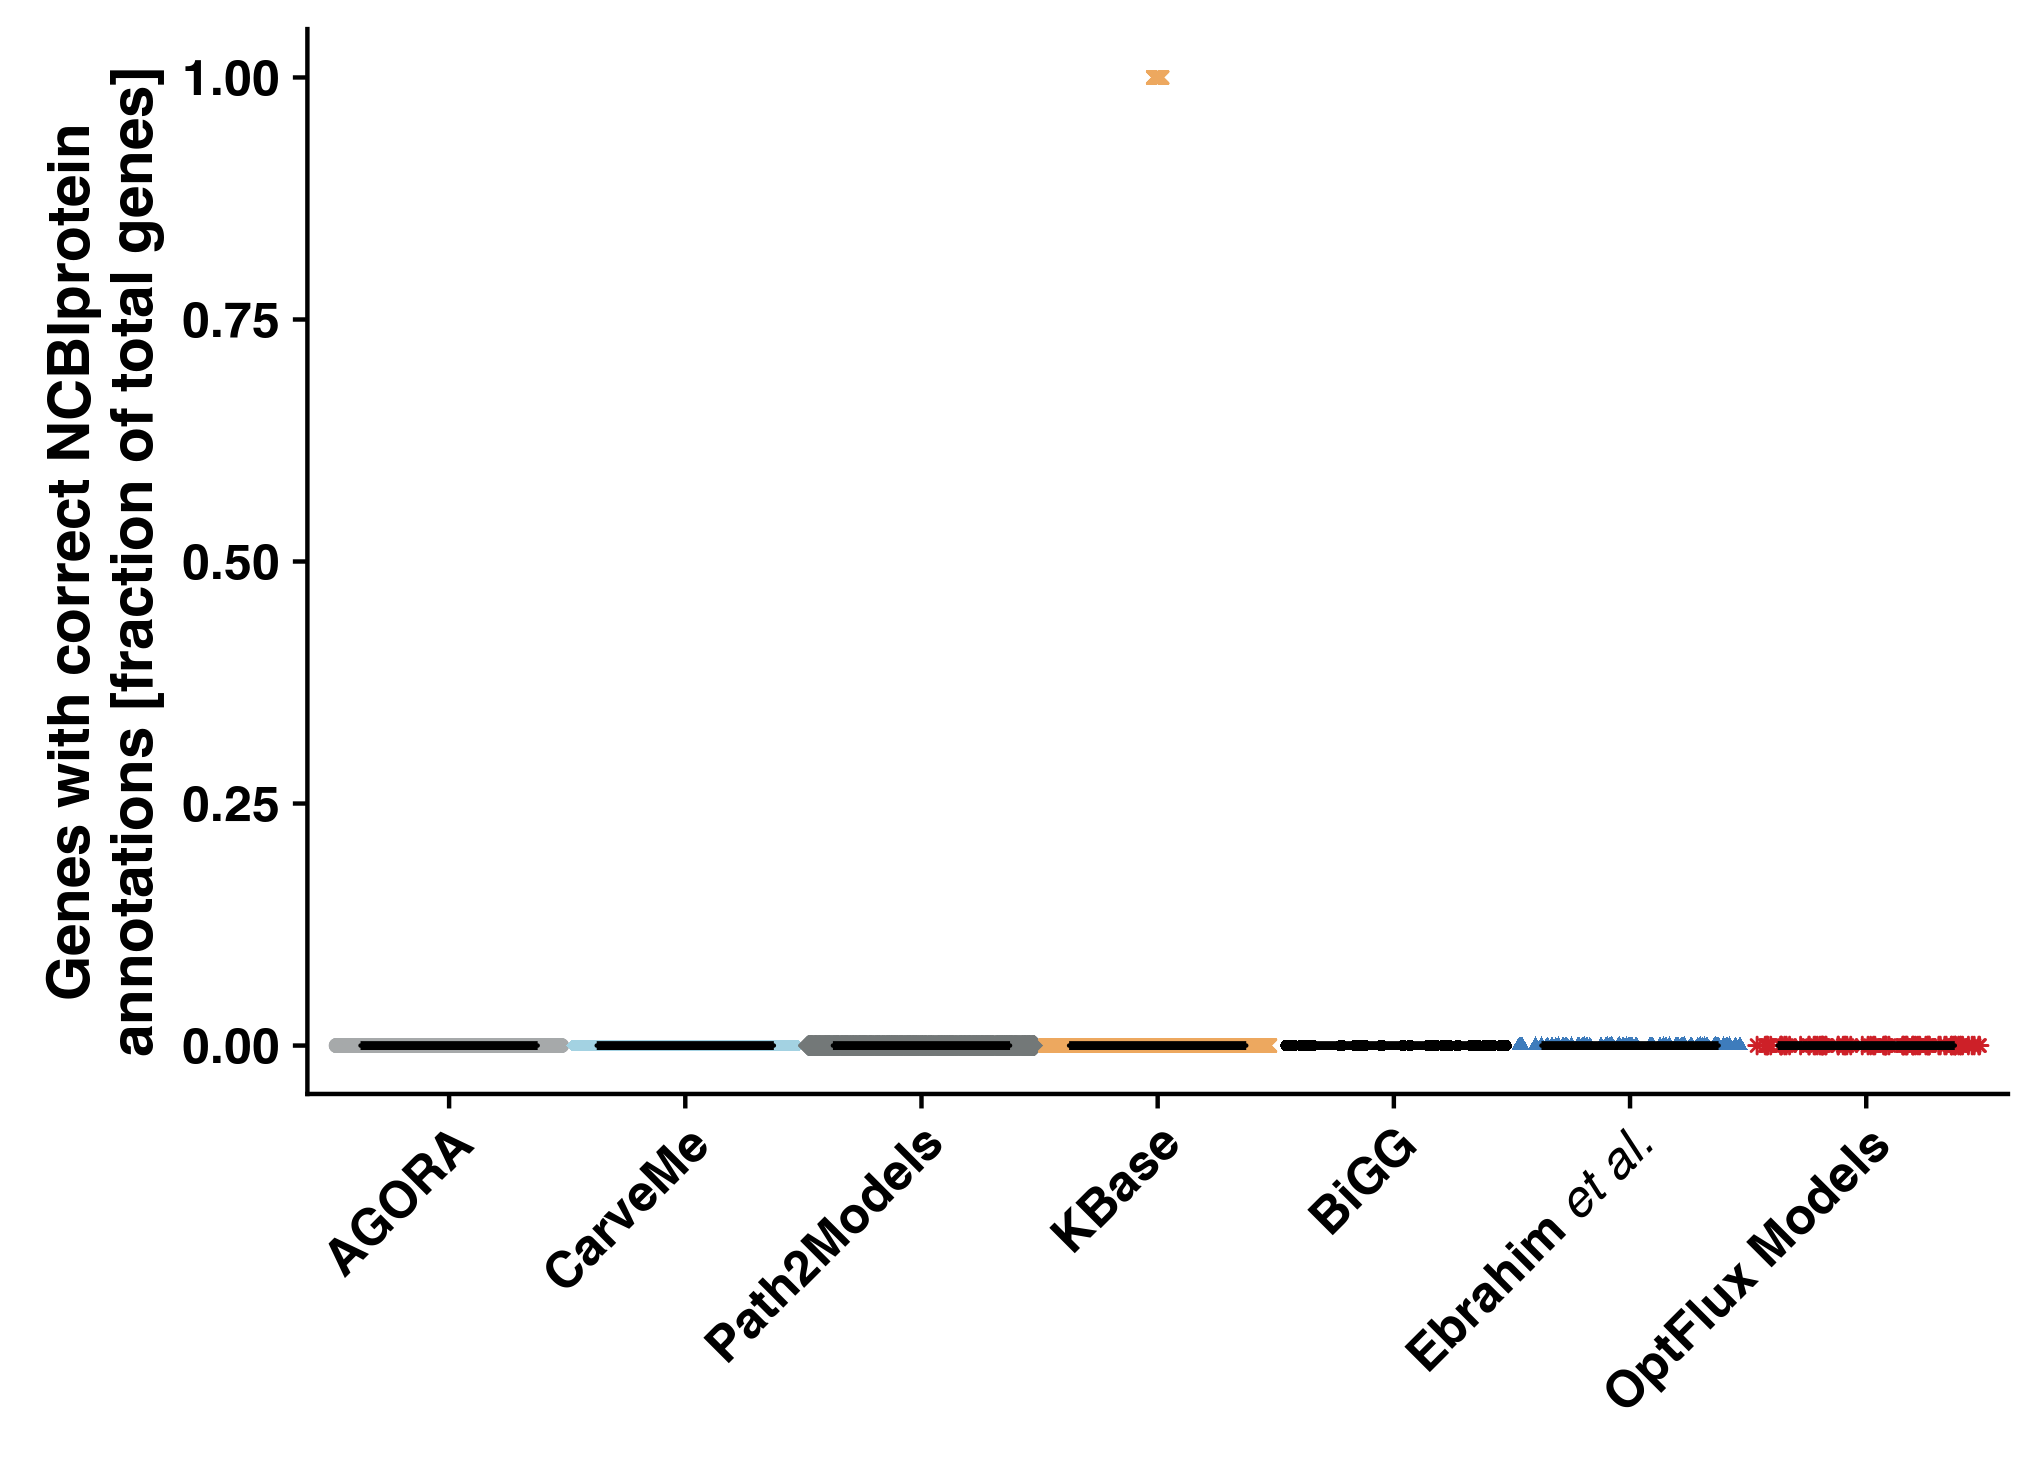 Genes with correct NCBIprotein
annotations [fraction of total genes]
1.00
0.75
0.50
0.25
0.00
AGORA
CarveMe
Path2Models
KBase
BiGG
Ebrahim et al.
OptFlux Models